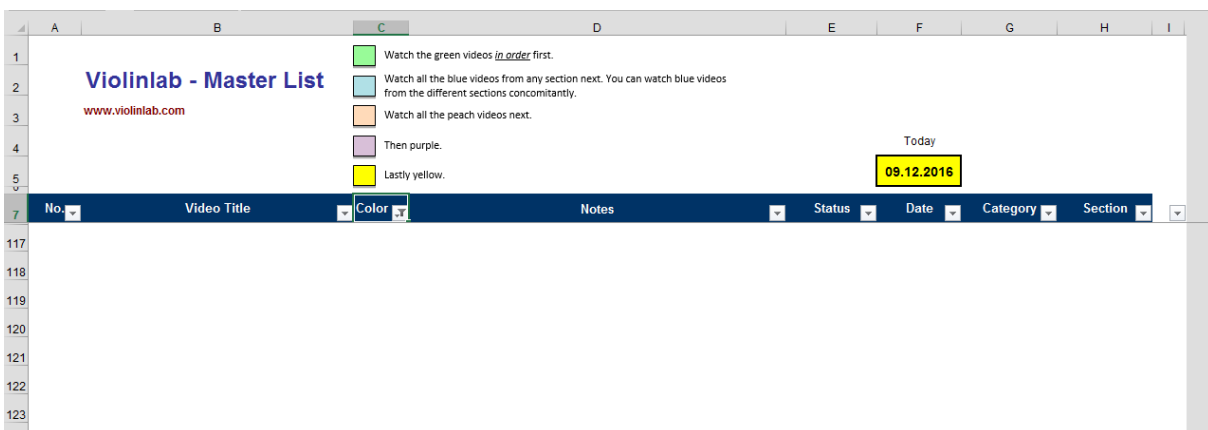 A B C D E F G H I
1 Watch the green videos in order first.
2 Violinlab - Master List Watch all the blue videos from any section next. You can watch blue videos
from the different sections concomitantly.
3 www.violinlab.com Watch all the peach videos next.
4 Then purple. Today
5 Lastly yellow. 09.12.2016
7 No. Video Title Color Notes Status Date Category Section
117
118
119
120
121
122
123